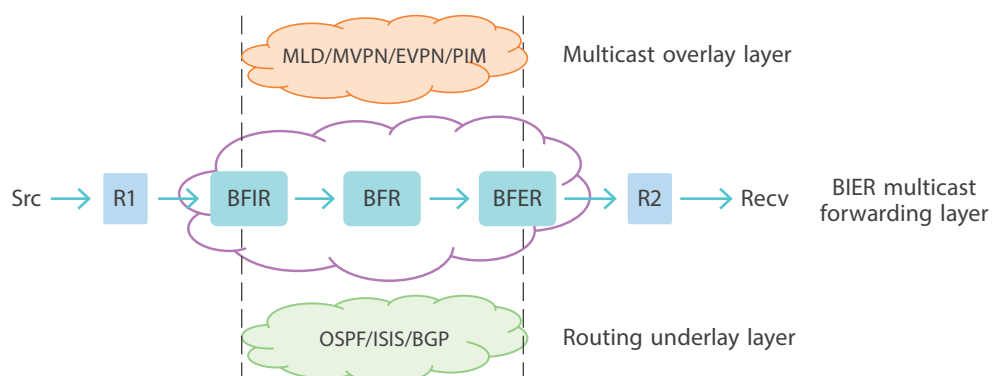 MLD/MVPN/EVPN/PIM
Multicast overlay layer
Src
R1
BFIR
BFR
BFER
R2
Recv
BIER multicast
forwarding layer
OSPF/ISIS/BGP
Routing underlay layer